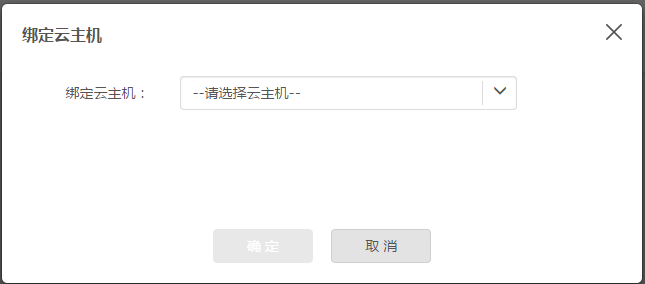 绑定云主机
绑定云主机：
--请选择云主机--
确 定
取 消